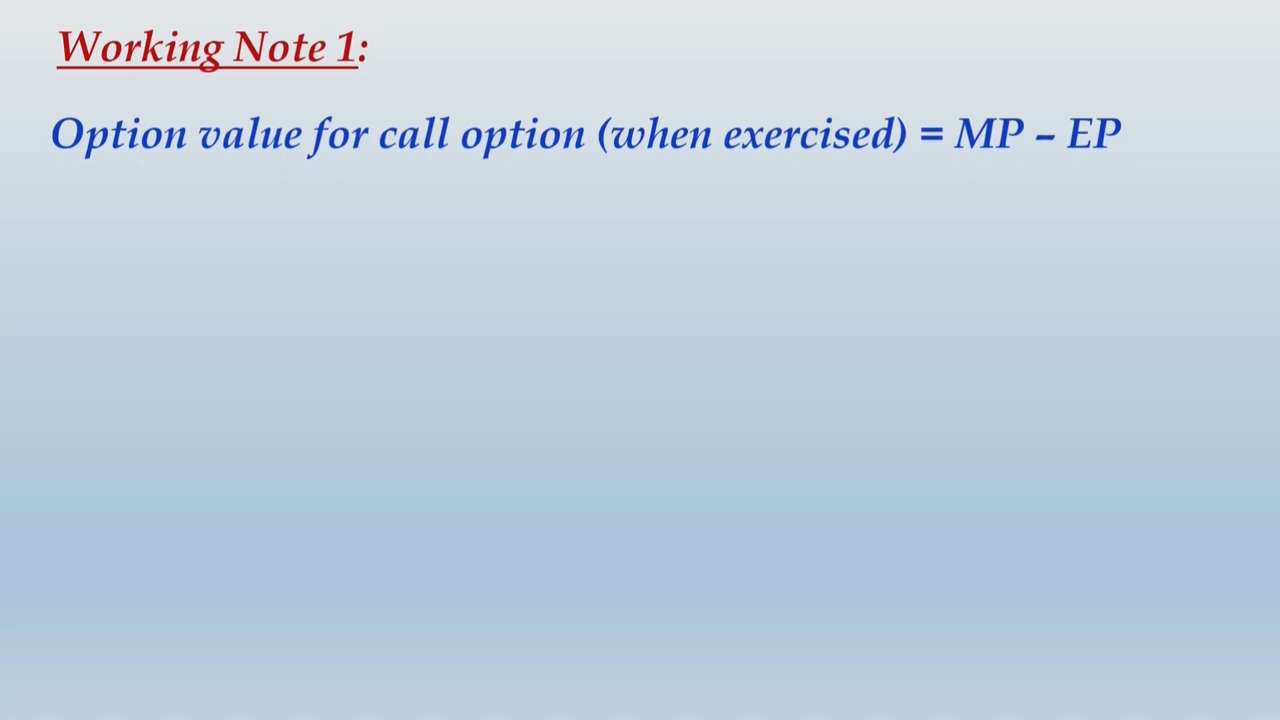 Working Note 1:
Option value for call option (when exercised) = MP – EP